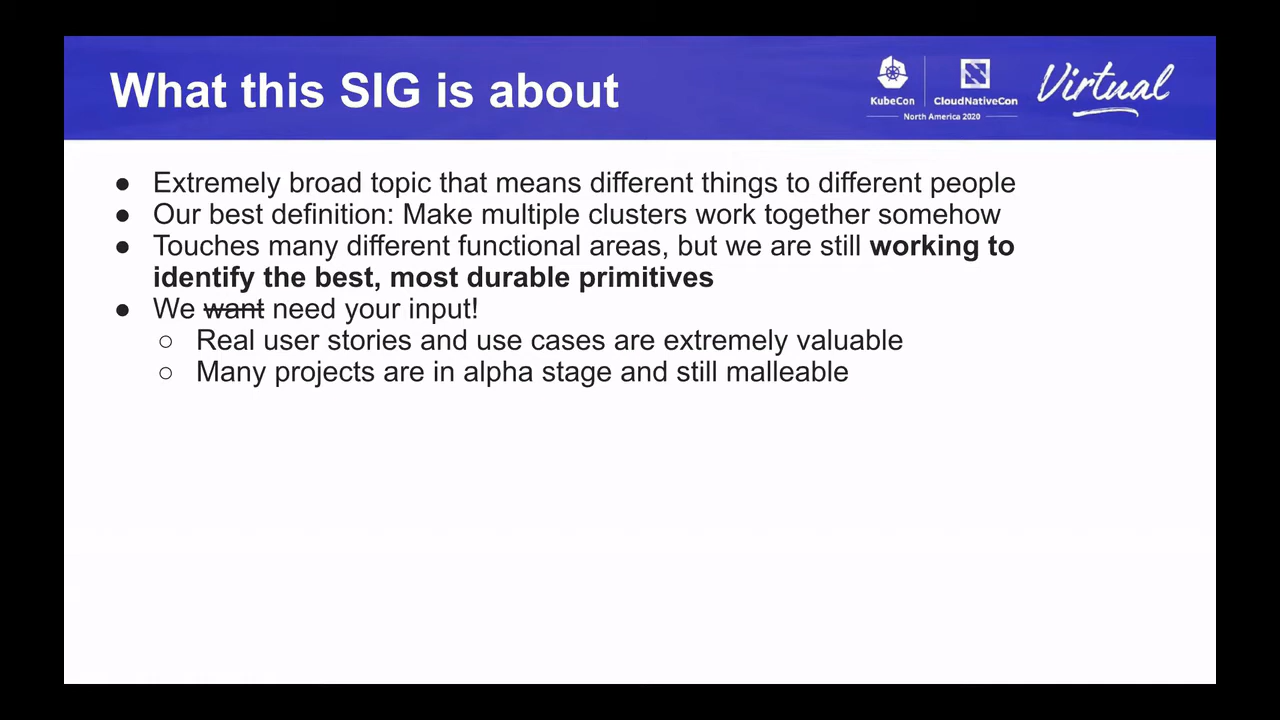 What this SIG is about
KubeCon
CloudNativeCon
North America 2020
Virtual
● Extremely broad topic that means different things to different people
● Our best definition: Make multiple clusters work together somehow
● Touches many different functional areas, but we are still working to
identify the best, most durable primitives
● We want need your input!
○ Real user stories and use cases are extremely valuable
○ Many projects are in alpha stage and still malleable